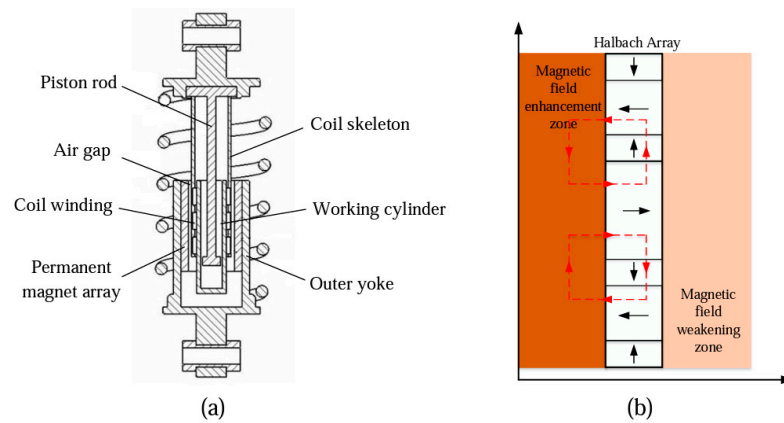 Piston rod
Air gap
Coil winding
Permanent
magnet array
Coil skeleton
Working cylinder
Outer yoke
(a)
Halbach Array
Magnetic
field
enhancement
zone
Magnetic
field
weakening
zone
(b)